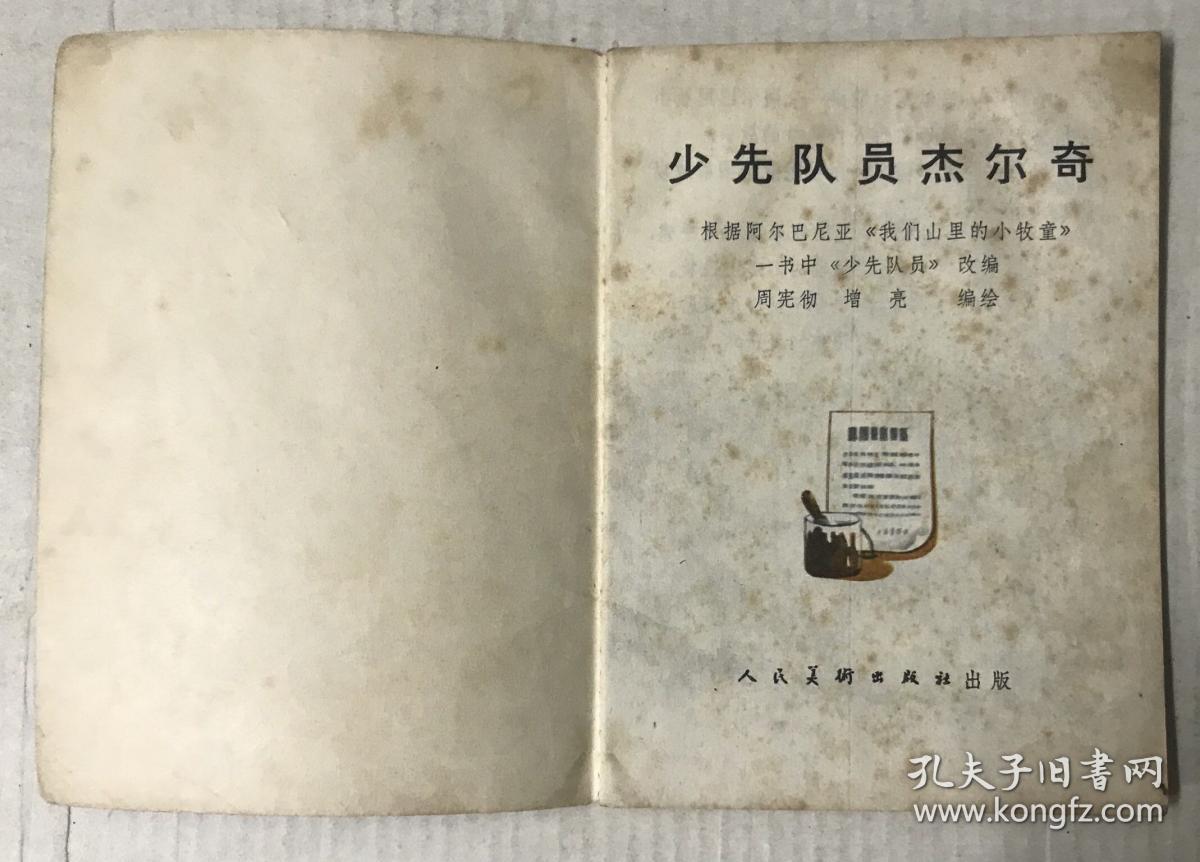 少先队员杰尔奇
根据阿尔巴尼亚《我们山里的小牧童》
一书中《少先队员》 改编
周宪彻 增 亮 编绘
人民美術出版社出版
孔夫子旧書网
www.kongfz.com